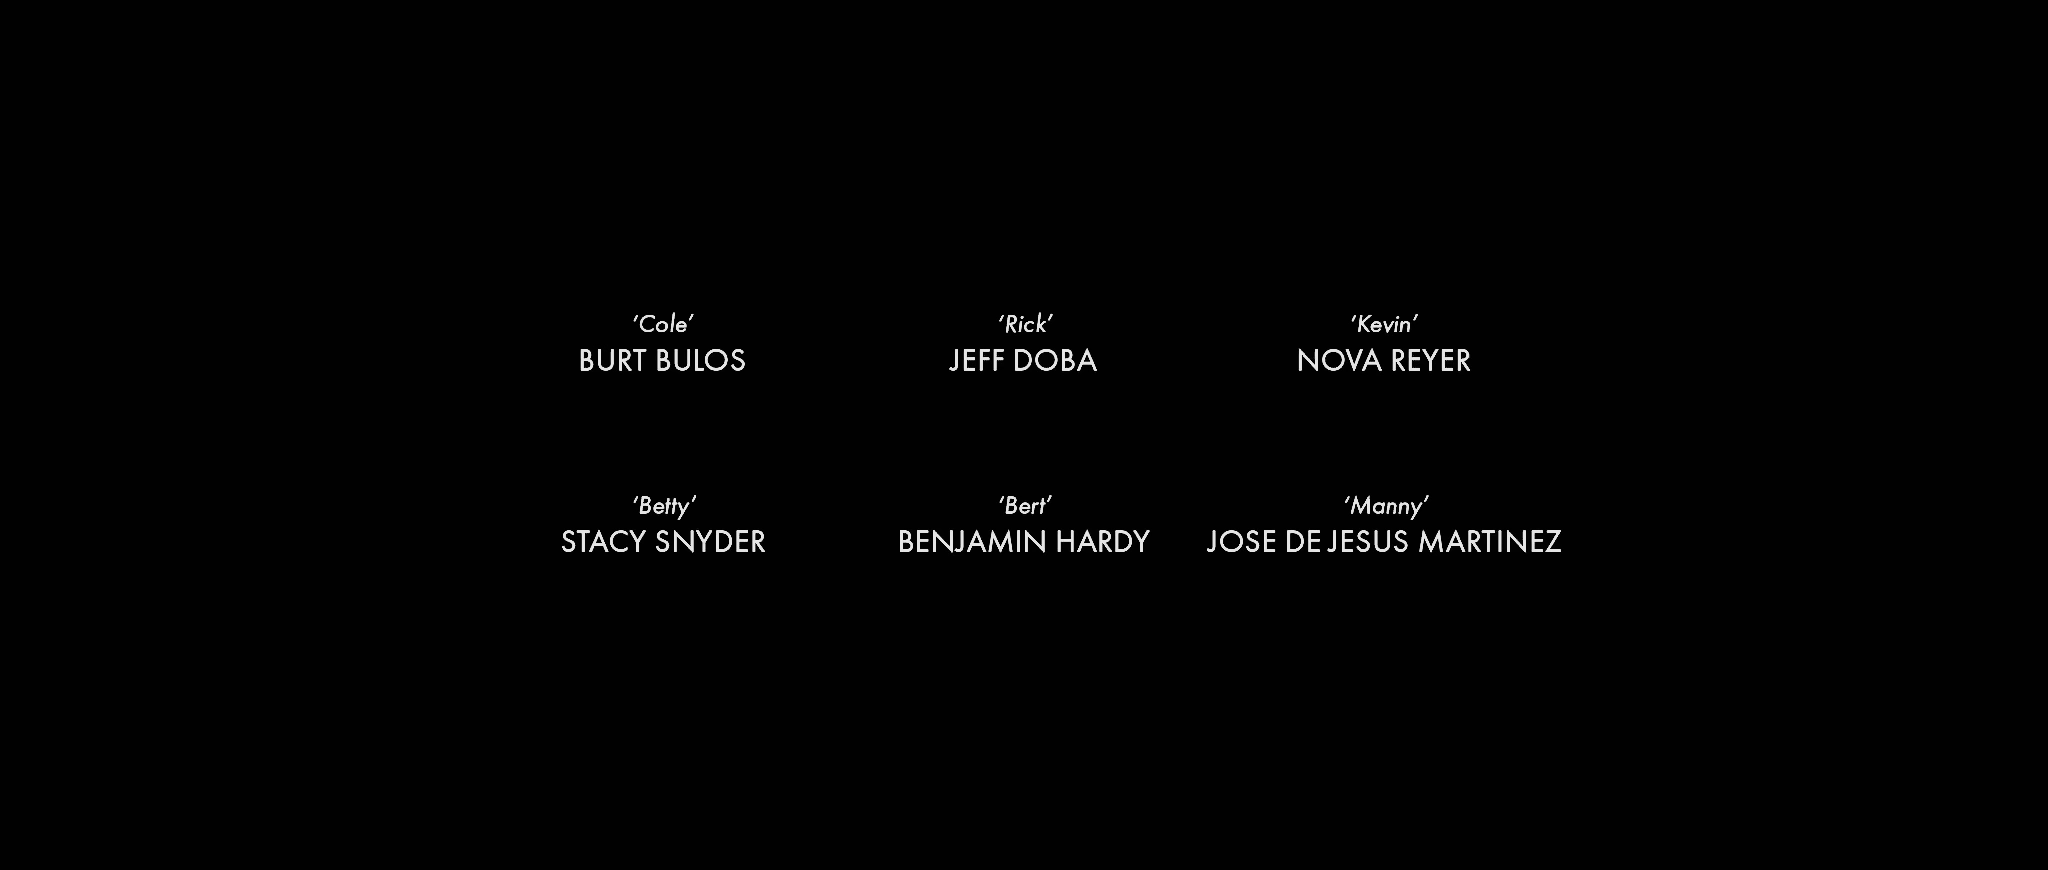 ‘Cole’
BURT BULOS
‘Rick’
JEFF DOBA
‘Kevin’
NOVA REYER
‘Betty’
STACY SNYDER
‘Bert’
BENJAMIN HARDY
‘Manny’
JOSE DE JESUS MARTINEZ